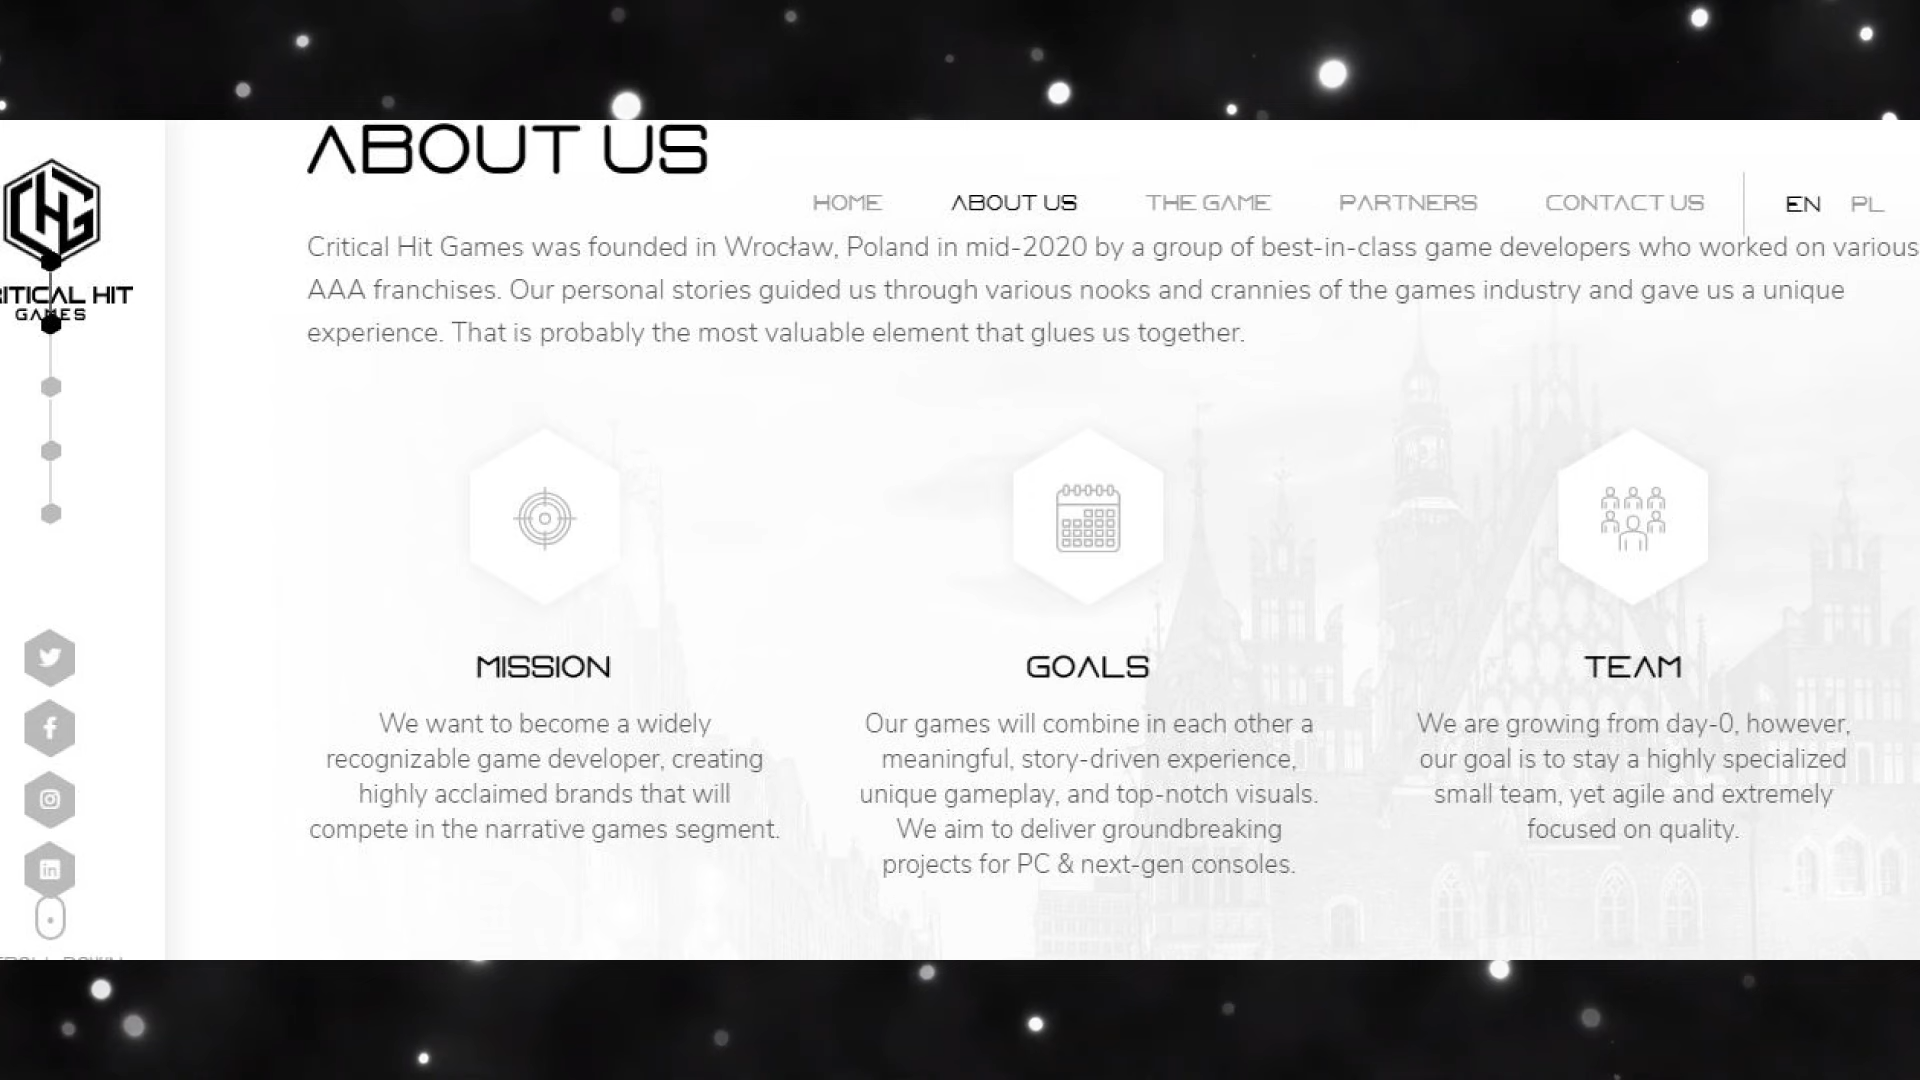 ABOUT US
HOME ABOUT US THE GAME PARTNERS CONTACT US EN PL
CHG
CRITICAL HIT
GAMES
Critical Hit Games was founded in Wrocław, Poland in mid-2020 by a group of best-in-class game developers who worked on various
AAA franchises. Our personal stories guided us through various nooks and crannies of the games industry and gave us a unique
experience. That is probably the most valuable element that glues us together.
MISSION
We want to become a widely
recognizable game developer, creating
highly acclaimed brands that will
compete in the narrative games segment.
GOALS
Our games will combine in each other a
meaningful, story-driven experience,
unique gameplay, and top-notch visuals.
We aim to deliver groundbreaking
projects for PC & next-gen consoles.
TEAM
We are growing from day-0, however,
our goal is to stay a highly specialized
small team, yet agile and extremely
focused on quality.